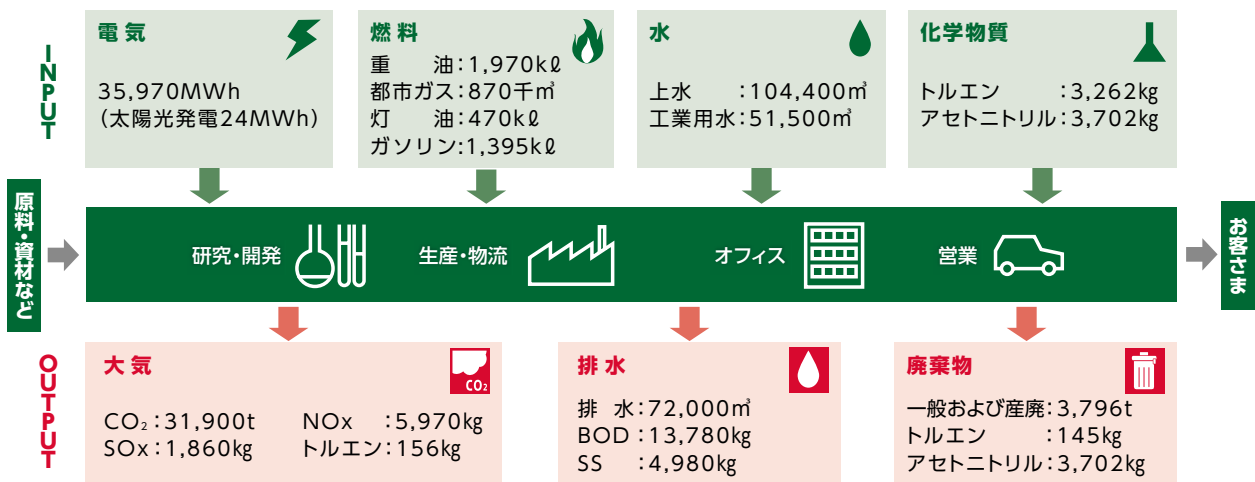 INPUT
電気
35,970MWh
(太陽光発電24MWh)
燃料
重　　油:1,970kℓ
都市ガス:870千㎥
灯　　油:470kℓ
ガソリン:1,395kℓ
水
上水　　:104,400㎥
工業用水:51,500㎥
化学物質
トルエン　　:3,262kg
アセトニトリル:3,702kg
原料・資材など
研究・開発
生産・物流
オフィス
営業
お客さま
OUTPUT
大気
CO₂
CO₂:31,900t　NOx　:5,970kg
SOx:1,860kg　トルエン:156kg
排水
排　水:72,000㎥
BOD:13,780kg
SS　:4,980kg
廃棄物
一般および産廃:3,796t
トルエン　　:145kg
アセトニトリル:3,702kg